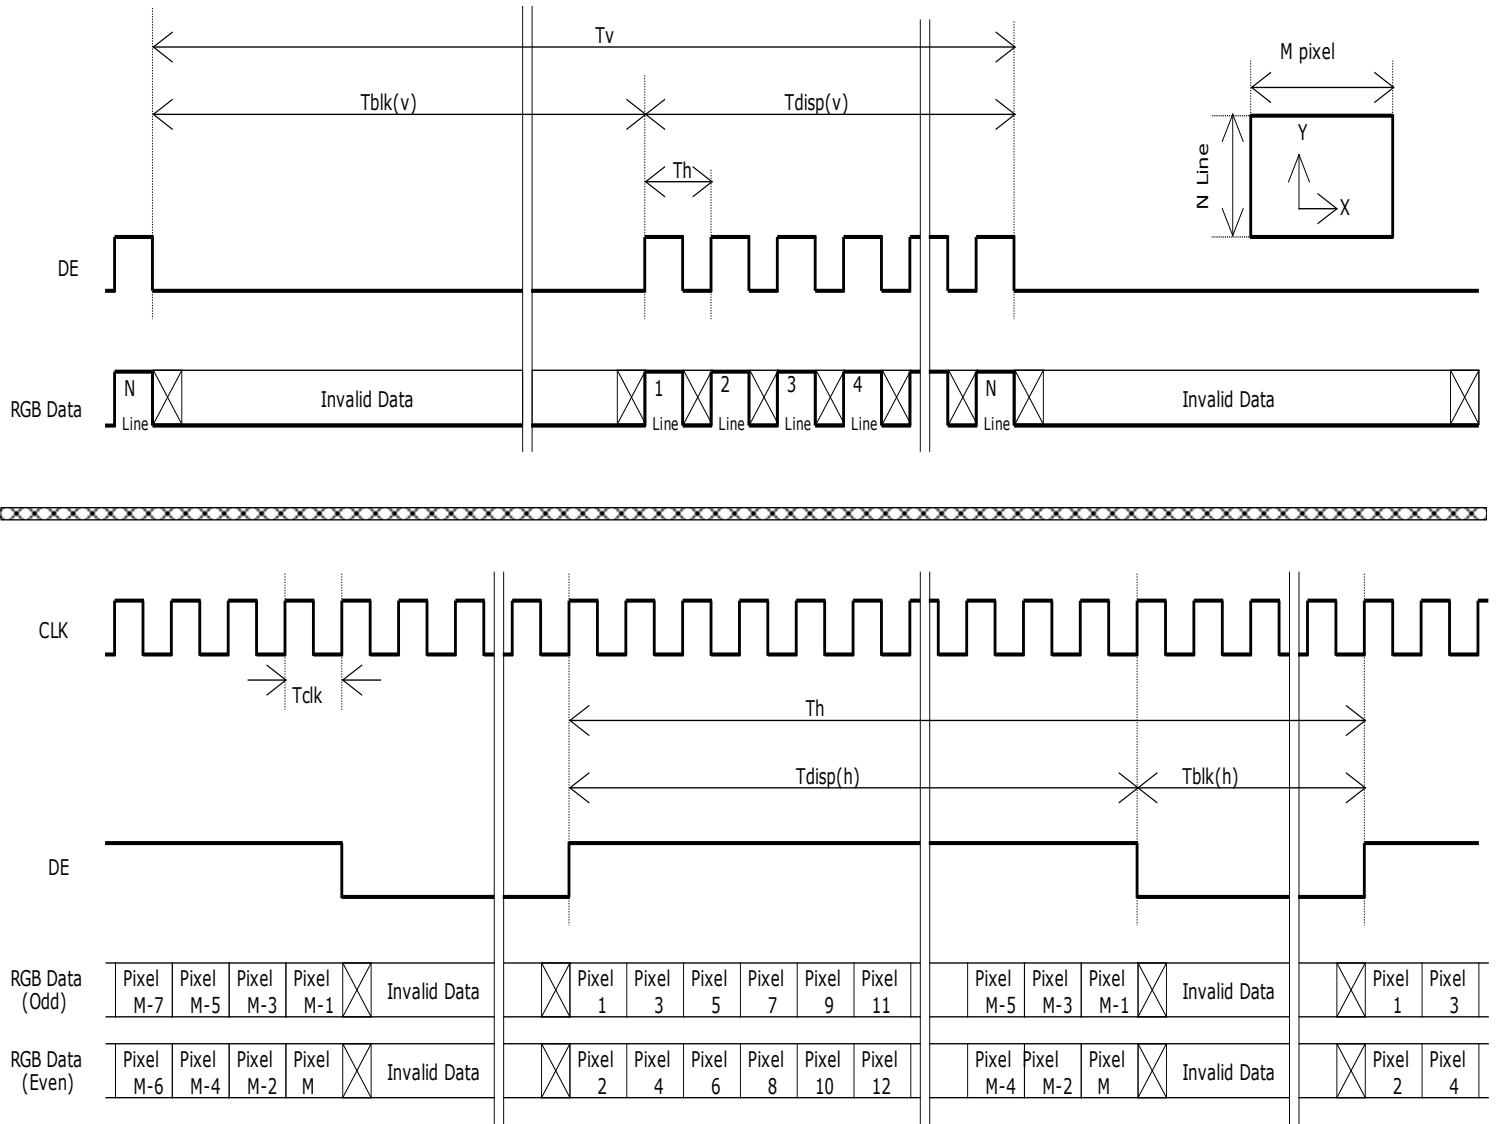 Tv
M pixel
Tblk(v) Tdisp(v)
Th
N Line
Y
X
DE
RGB Data
N Line Invalid Data 1 Line 2 Line 3 Line 4 Line N Line Invalid Data
CLK
Tclk
Th
Tdisp(h) Tblk(h)
DE
RGB Data (Odd)
Pixel M-7 Pixel M-5 Pixel M-3 Pixel M-1 Invalid Data Pixel 1 Pixel 3 Pixel 5 Pixel 7 Pixel 9 Pixel 11 Pixel M-5 Pixel M-3 Pixel M-1 Invalid Data Pixel 1 Pixel 3
RGB Data (Even)
Pixel M-6 Pixel M-4 Pixel M-2 Pixel M Invalid Data Pixel 2 Pixel 4 Pixel 6 Pixel 8 Pixel 10 Pixel 12 Pixel M-4 Pixel M-2 Pixel M Invalid Data Pixel 2 Pixel 4